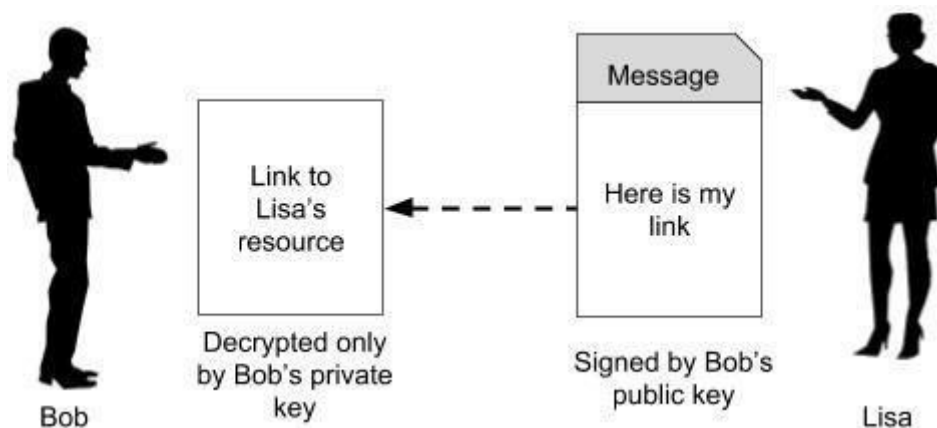 Message
Link to
Lisa's
resource
Here is my
link
Decrypted only
by Bob's private
key
Signed by Bob's
public key
Bob
Lisa